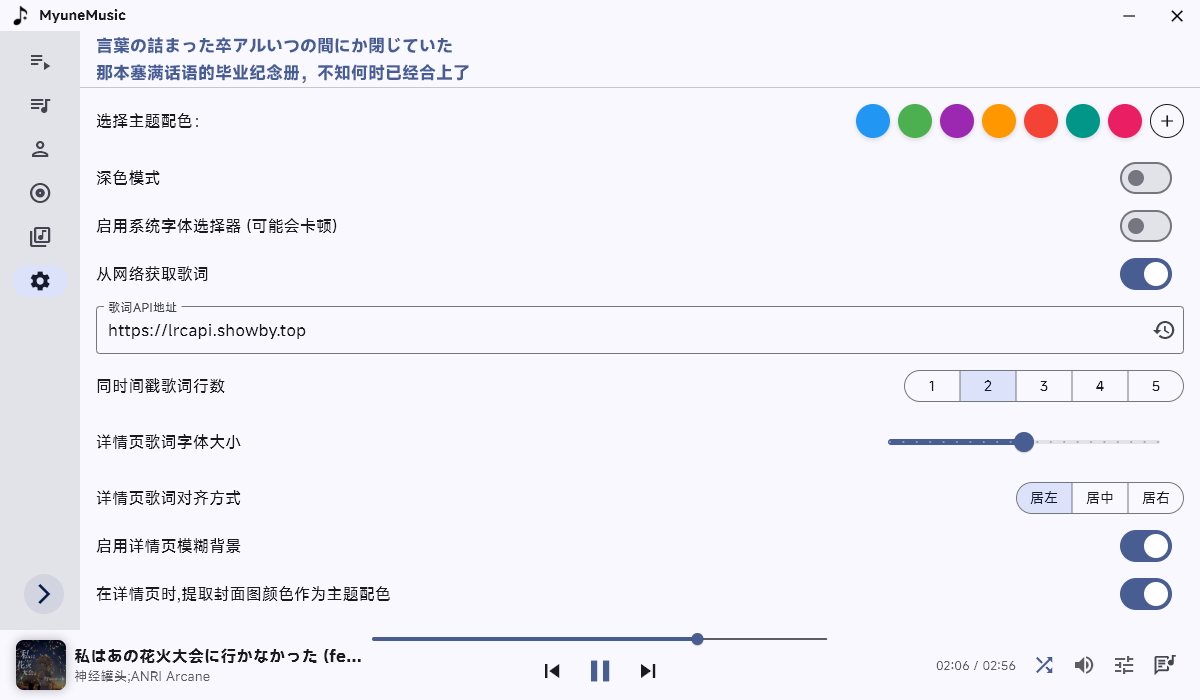 MyuneMusic
言葉の詰まった卒アルいつの間にか閉じていた
那本塞满话语的毕业纪念册，不知何时已经合上了
选择主题配色：
深色模式
启用系统字体选择器 (可能会卡顿)
从网络获取歌词
歌词API地址
https://lrcapi.showby.top
同时间戳歌词行数
1 2 3 4 5
详情页歌词字体大小
详情页歌词对齐方式
居左 居中 居右
启用详情页模糊背景
在详情页时,提取封面图颜色作为主题配色
私はあの花火大会に行かなかった (fe...
神经罐头;ANRI Arcane
02:06 / 02:56